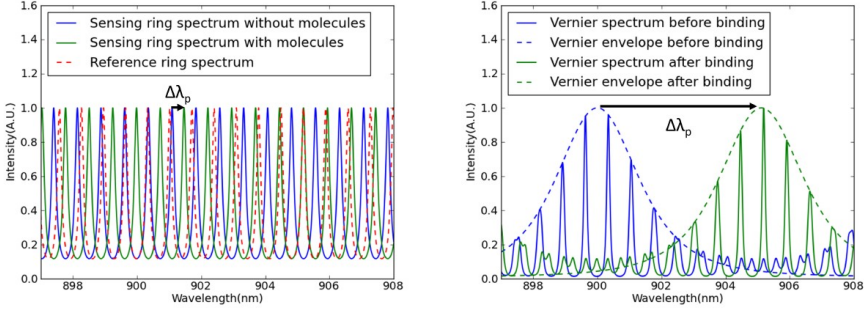 1.6
1.4
1.2
1.0
0.8
0.6
0.4
0.2
0.0
Intensity(A.U.)
Sensing ring spectrum without molecules
Sensing ring spectrum with molecules
Reference ring spectrum
Δλp
898 900 902 904 906 908
Wavelength(nm)
1.6
1.4
1.2
1.0
0.8
0.6
0.4
0.2
0.0
Intensity(A.U.)
Vernier spectrum before binding
Vernier envelope before binding
Vernier spectrum after binding
Vernier envelope after binding
Δλp
898 900 902 904 906 908
Wavelength(nm)